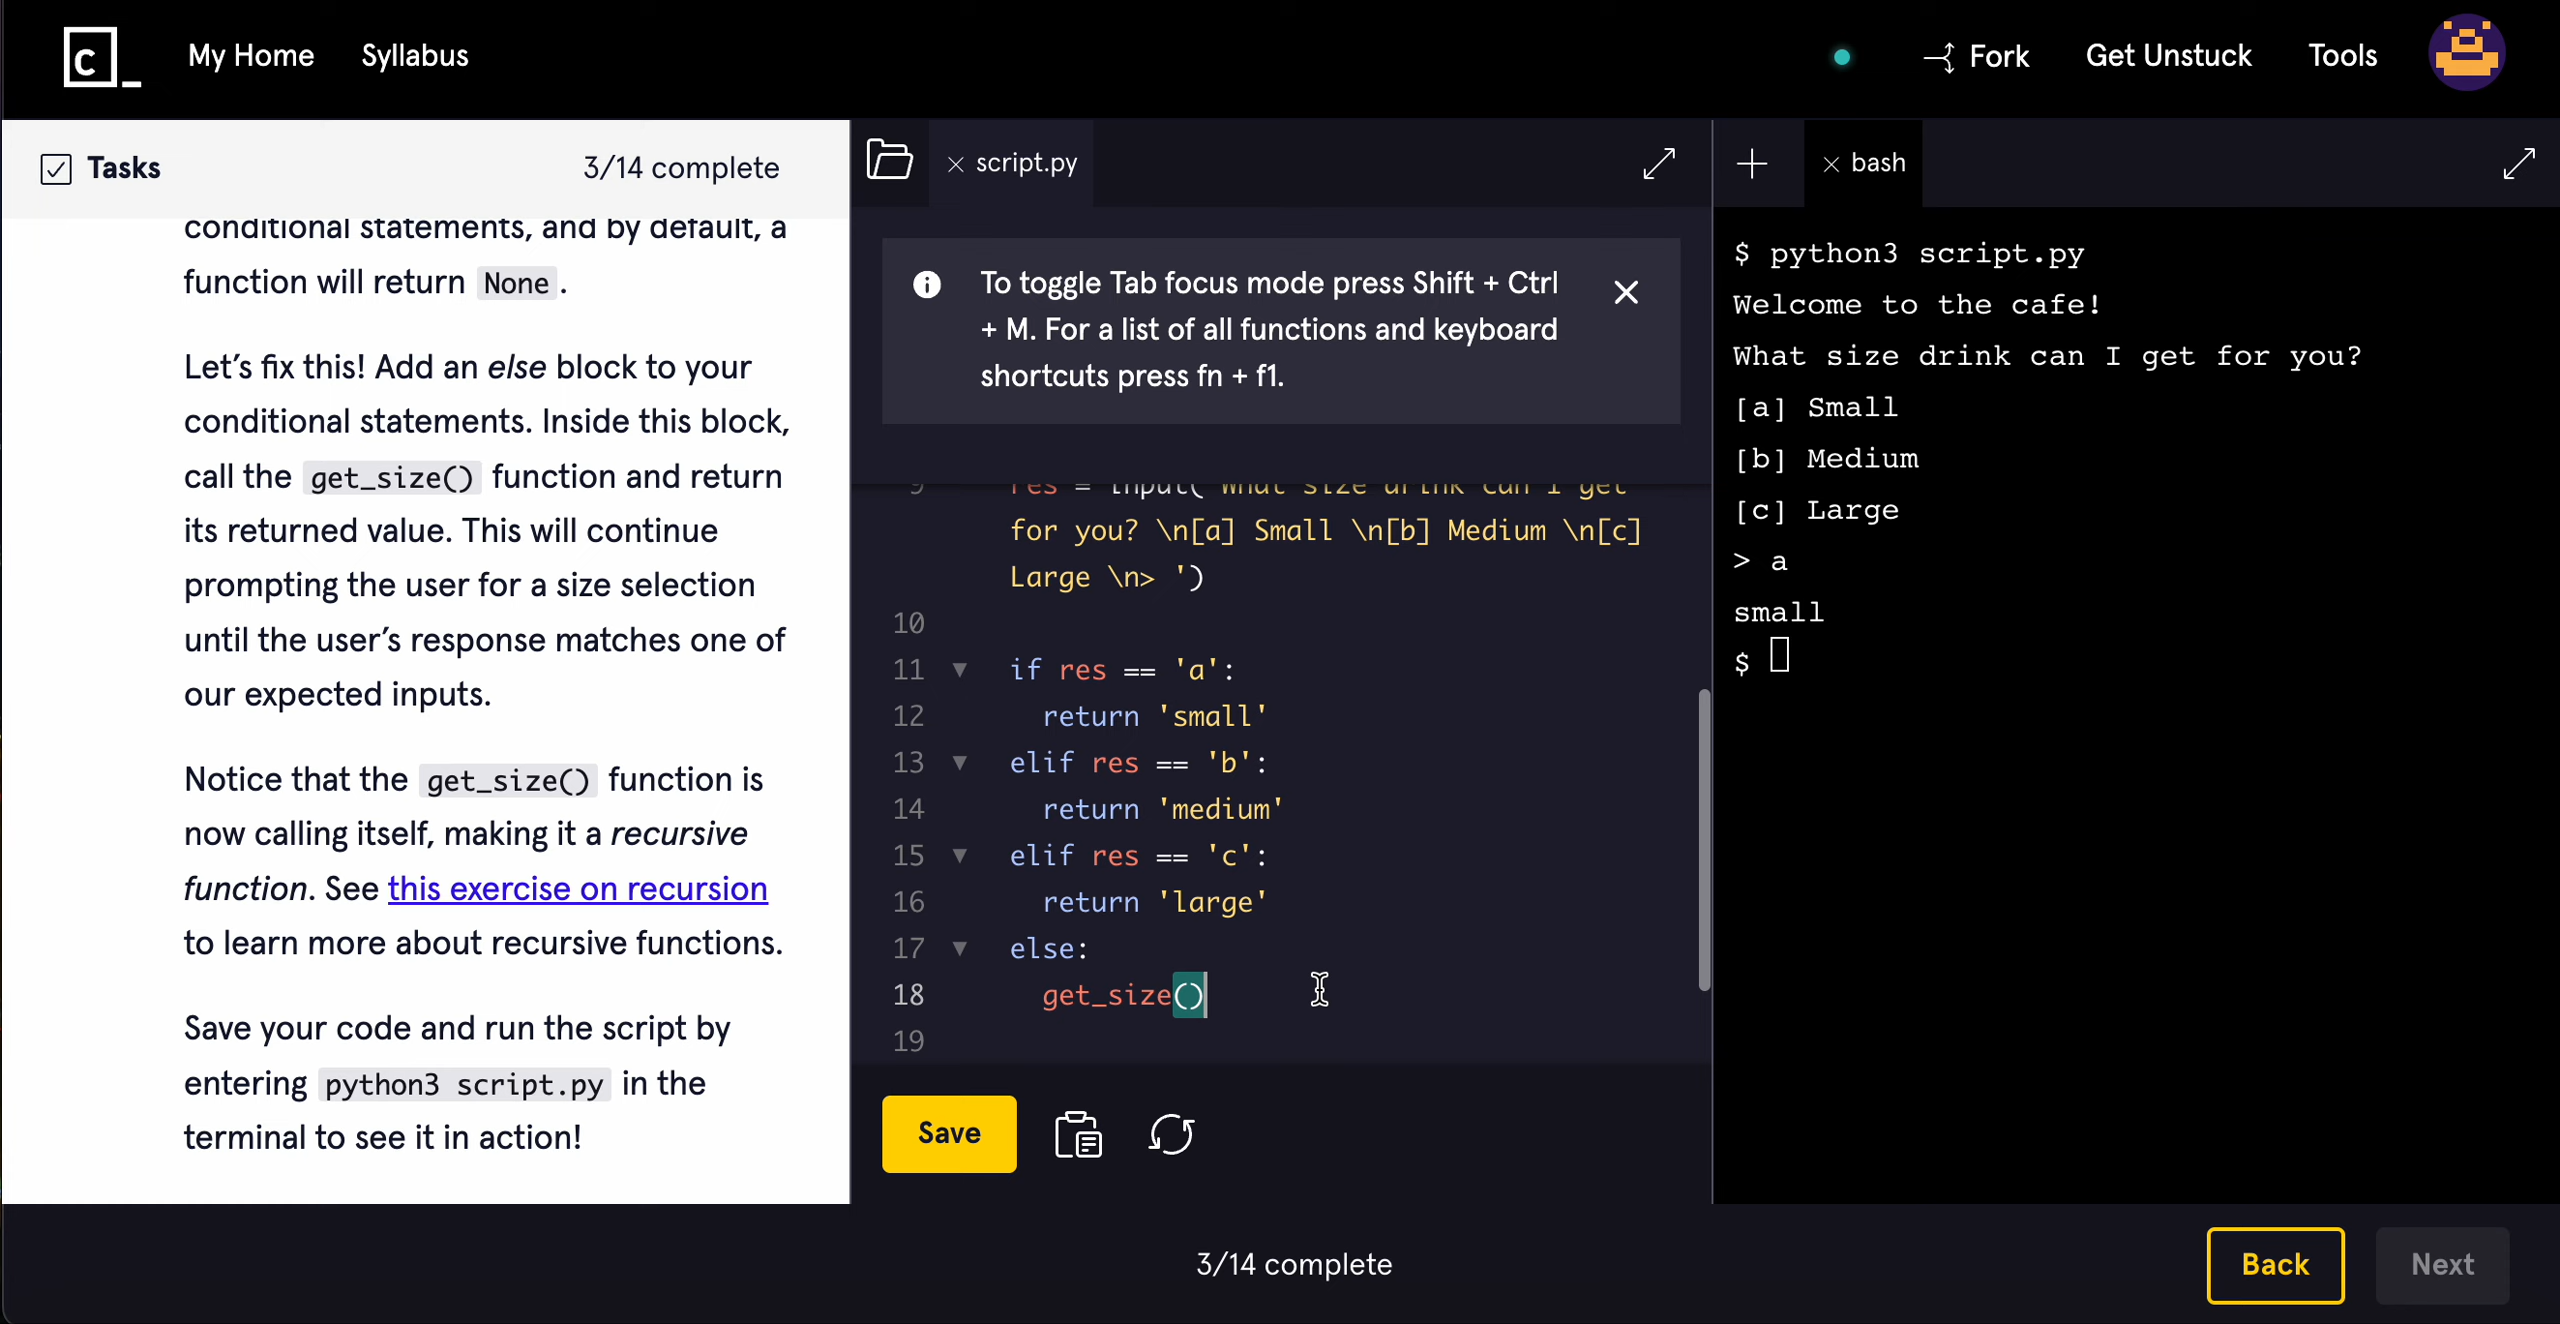 C_
My Home
Syllabus
Fork
Get Unstuck
Tools
Tasks
3/14 complete
conditional statements, and by default, a
function will return None.
Let’s fix this! Add an else block to your
conditional statements. Inside this block,
call the get_size() function and return
its returned value. This will continue
prompting the user for a size selection
until the user’s response matches one of
our expected inputs.
Notice that the get_size() function is
now calling itself, making it a recursive
function. See this exercise on recursion
to learn more about recursive functions.
Save your code and run the script by
entering python3 script.py in the
terminal to see it in action!
script.py
To toggle Tab focus mode press Shift + Ctrl
+ M. For a list of all functions and keyboard
shortcuts press fn + f1.
9 res = input('What size drink can I get
for you? \n[a] Small \n[b] Medium \n[c]
Large \n> ')
10
11 if res == 'a':
12 return 'small'
13 elif res == 'b':
14 return 'medium'
15 elif res == 'c':
16 return 'large'
17 else:
18 get_size()
19
Save
bash
$ python3 script.py
Welcome to the cafe!
What size drink can I get for you?
[a] Small
[b] Medium
[c] Large
> a
small
$
3/14 complete
Back
Next